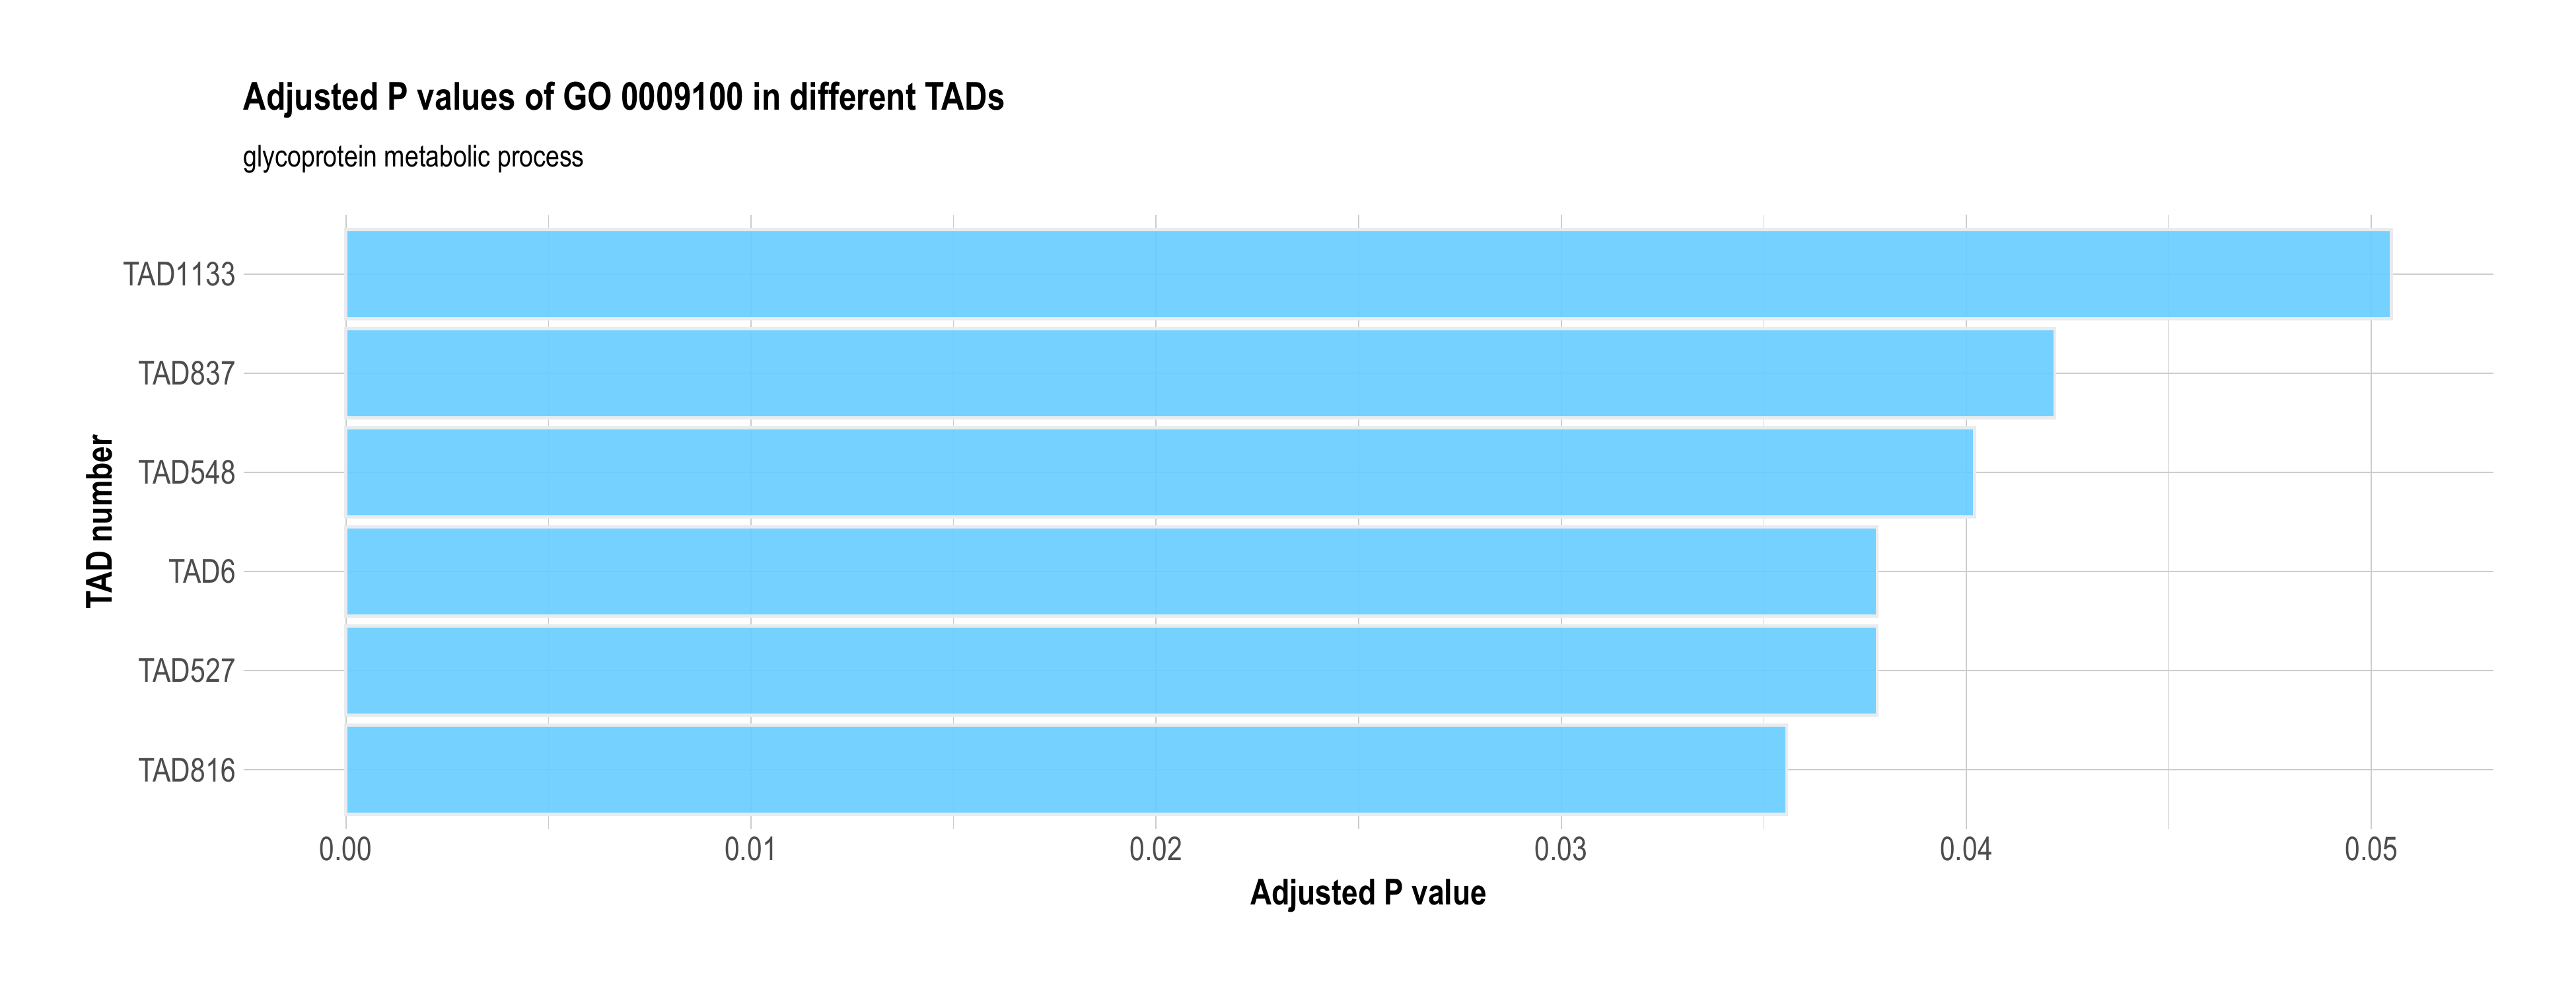 Adjusted P values of GO 0009100 in different TADs
glycoprotein metabolic process
TAD number
TAD1133
TAD837
TAD548
TAD6
TAD527
TAD816
0.00 0.01 0.02 0.03 0.04 0.05
Adjusted P value